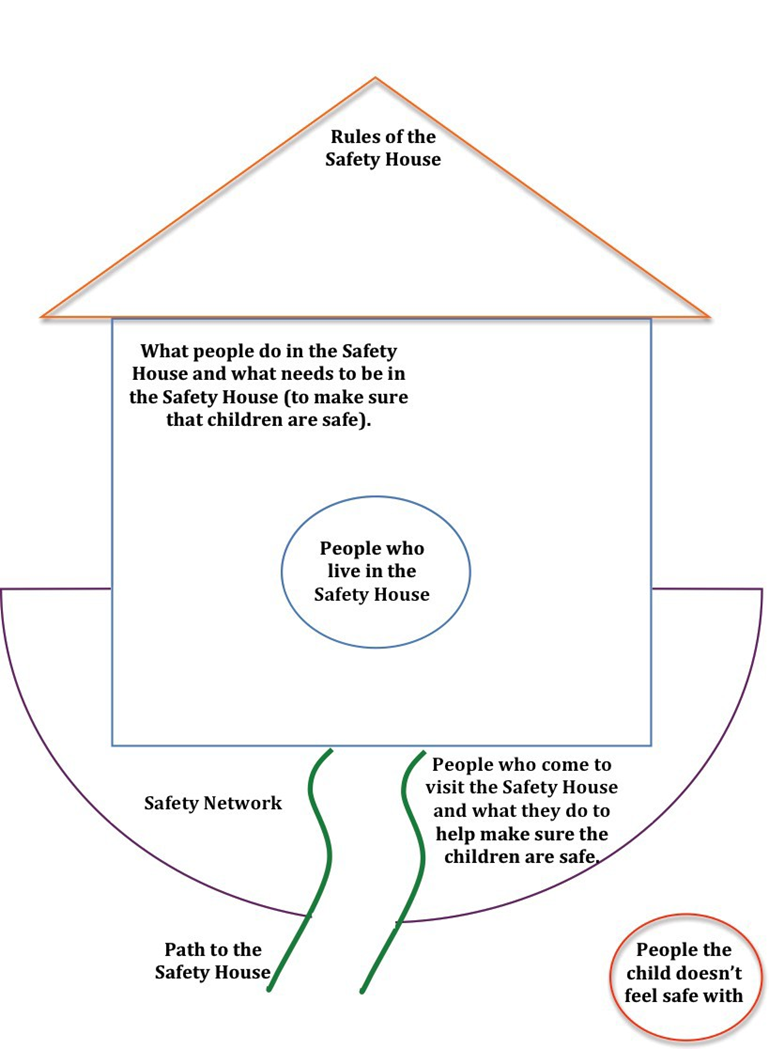 Rules of the
Safety House
What people do in the Safety
House and what needs to be in
the Safety House (to make sure
that children are safe).
People who
live in the
Safety House
Safety Network
People who come to
visit the Safety House
and what they do to
help make sure the
children are safe.
Path to the
Safety House
People the
child doesn’t
feel safe with